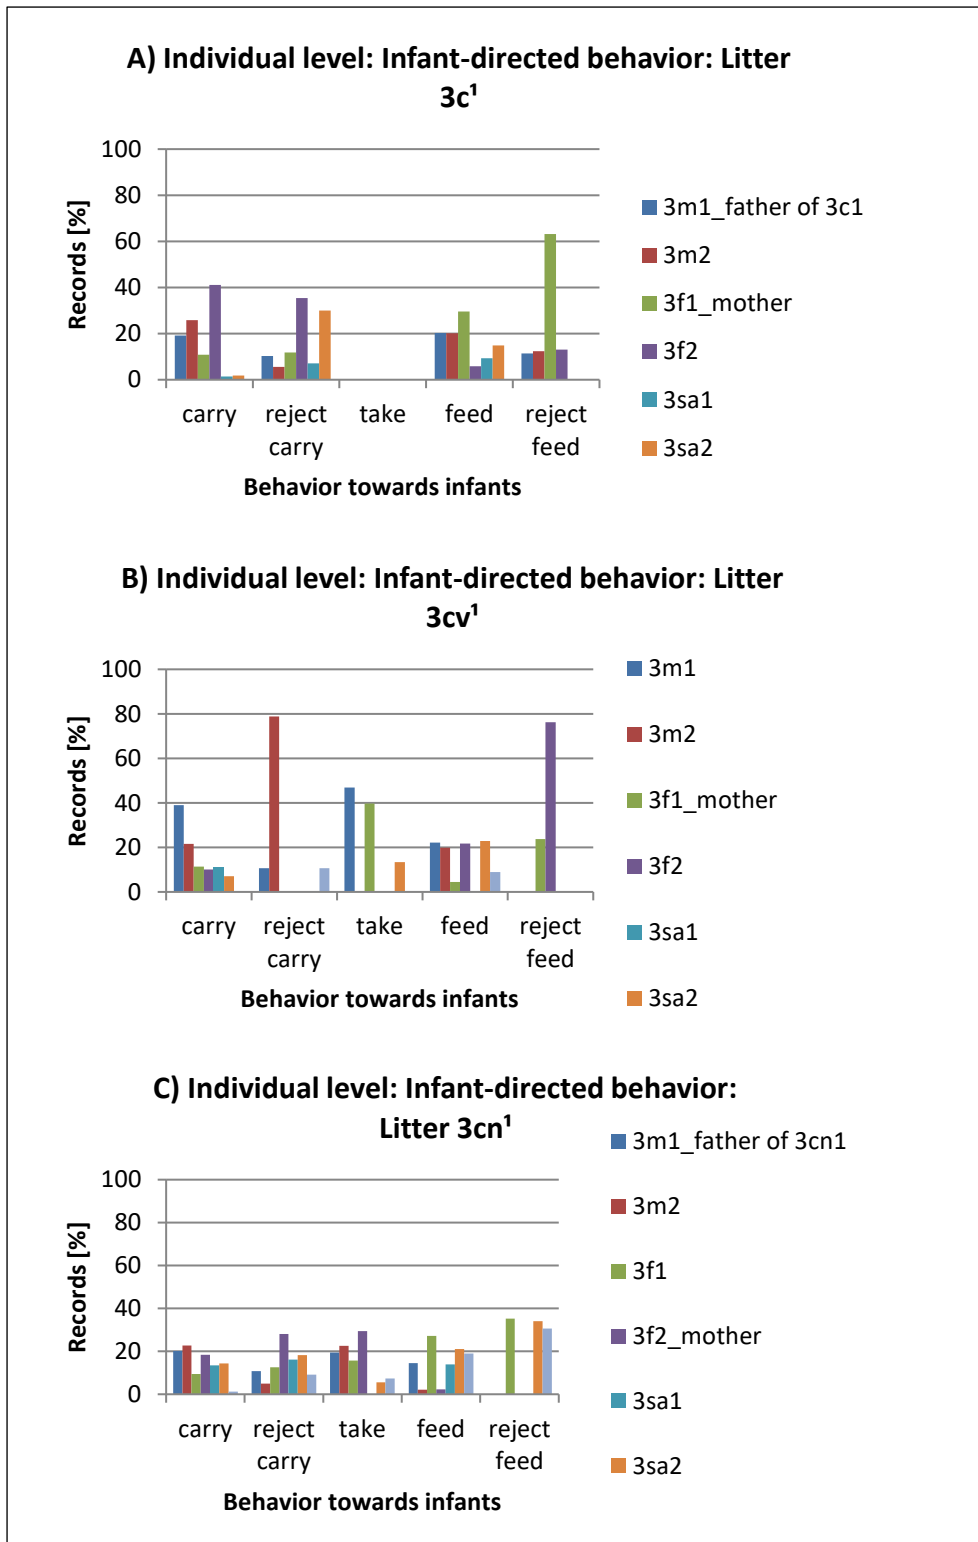 A) Individual level: Infant-directed behavior: Litter
3c¹
100
80
60
40
20
0
Records [%]
carry
reject
carry
take
feed
reject
feed
Behavior towards infants
3m1_father of 3c1
3m2
3f1_mother
3f2
3sa1
3sa2
B) Individual level: Infant-directed behavior: Litter
3cv¹
100
80
60
40
20
0
Records [%]
carry
reject
carry
take
feed
reject
feed
Behavior towards infants
3m1
3m2
3f1_mother
3f2
3sa1
3sa2
C) Individual level: Infant-directed behavior:
Litter 3cn¹
100
80
60
40
20
0
Records [%]
carry
reject
carry
take
feed
reject
feed
Behavior towards infants
3m1_father of 3cn1
3m2
3f1
3f2_mother
3sa1
3sa2